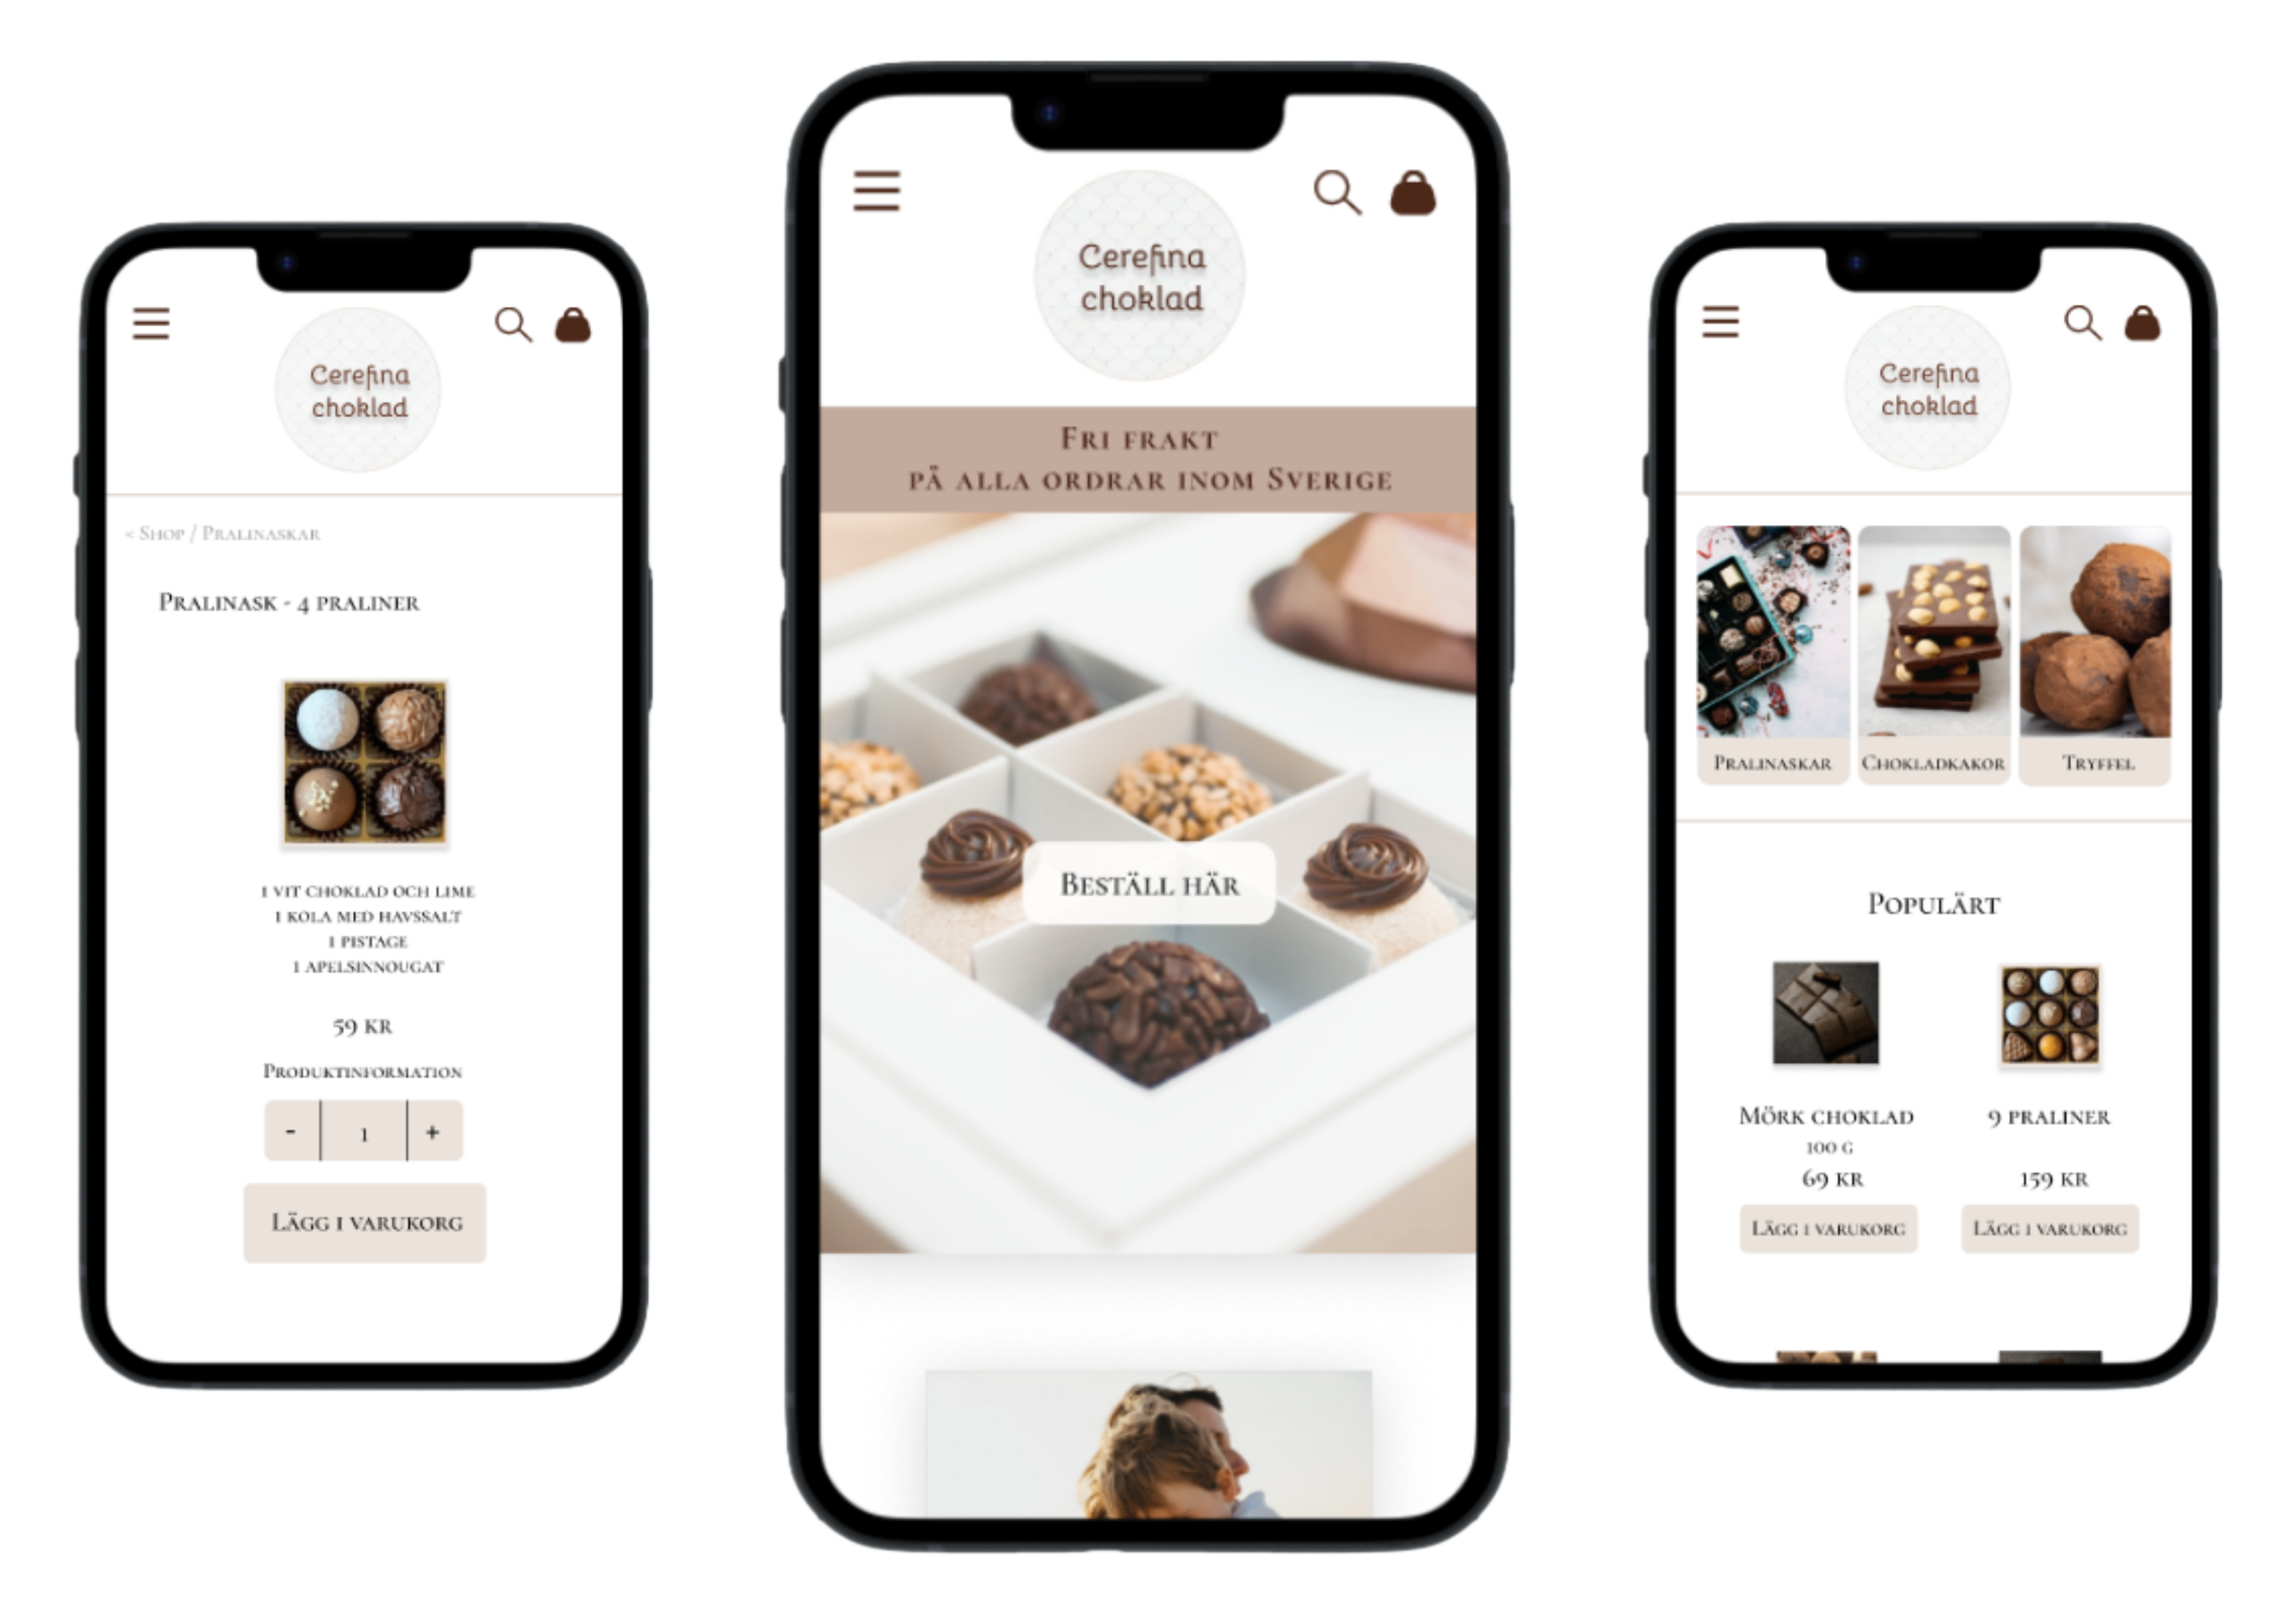 Cerefina
choklad
< Shop / Pralinaskar
Pralinask - 4 praliner
1 vit choklad och lime
1 kola med havssalt
1 pistage
1 apelsinnougat
59 kr
Produktinformation
- 1 +
Lägg i varukorg
Cerefina
choklad
Fri frakt
på alla ordrar inom Sverige
Beställ här
Cerefina
choklad
Pralinaskar Chokladkakor Tryffel
Populärt
Mörk choklad
100 g
69 kr
Lägg i varukorg
9 praliner
159 kr
Lägg i varukorg